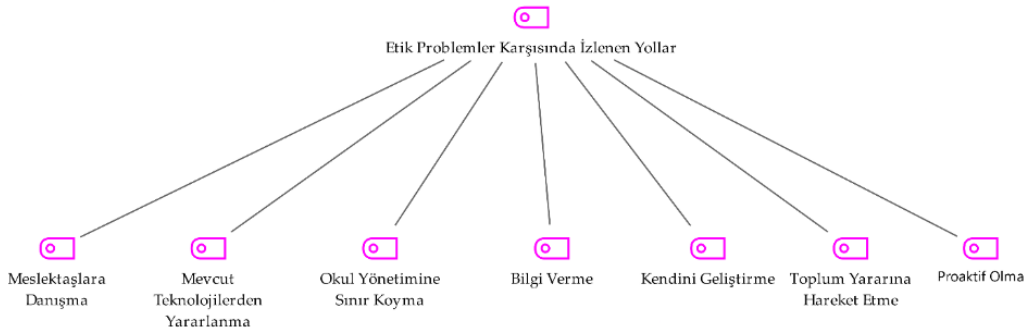 Etik Problemler Karşısında İzlenen Yollar
Meslektaşlara
Danışma
Mevcut
Teknolojilerden
Yararlanma
Okul Yönetimine
Sınır Koyma
Bilgi Verme
Kendini Geliştirme
Toplum Yararına
Hareket Etme
Proaktif Olma